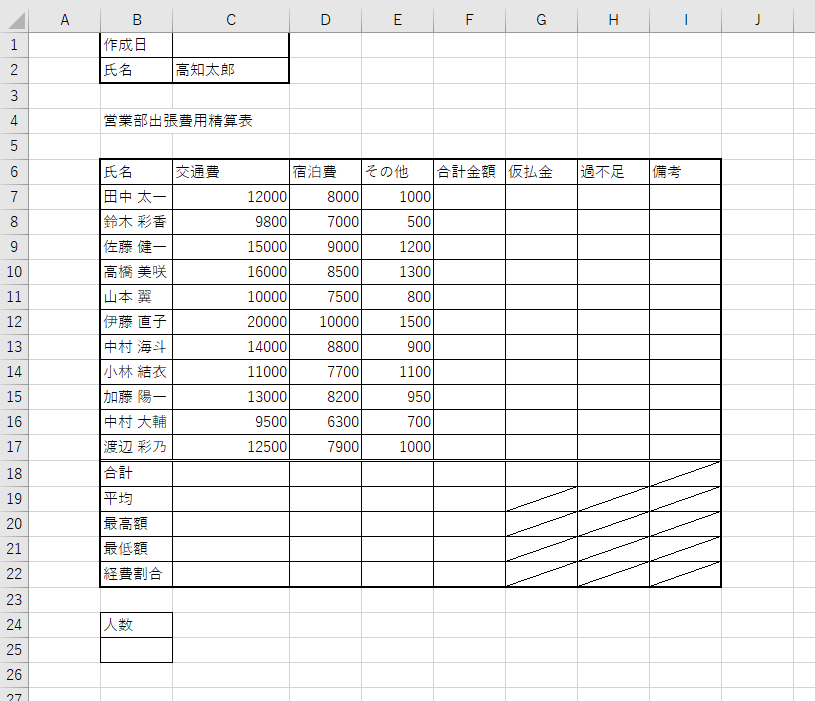 A B C D E F G H I J
1 作成日
2 氏名 高知太郎
3
4 営業部出張費用精算表
5
6 氏名 交通費 宿泊費 その他 合計金額 仮払金 過不足 備考
7 田中 太一 12000 8000 1000
8 鈴木 彩香 9800 7000 500
9 佐藤 健一 15000 9000 1200
10 高橋 美咲 16000 8500 1300
11 山本 翼 10000 7500 800
12 伊藤 直子 20000 10000 1500
13 中村 海斗 14000 8800 900
14 小林 結衣 11000 7700 1100
15 加藤 陽一 13000 8200 950
16 中村 大輔 9500 6300 700
17 渡辺 彩乃 12500 7900 1000
18 合計
19 平均
20 最高額
21 最低額
22 経費割合
23
24 人数
25
26
27